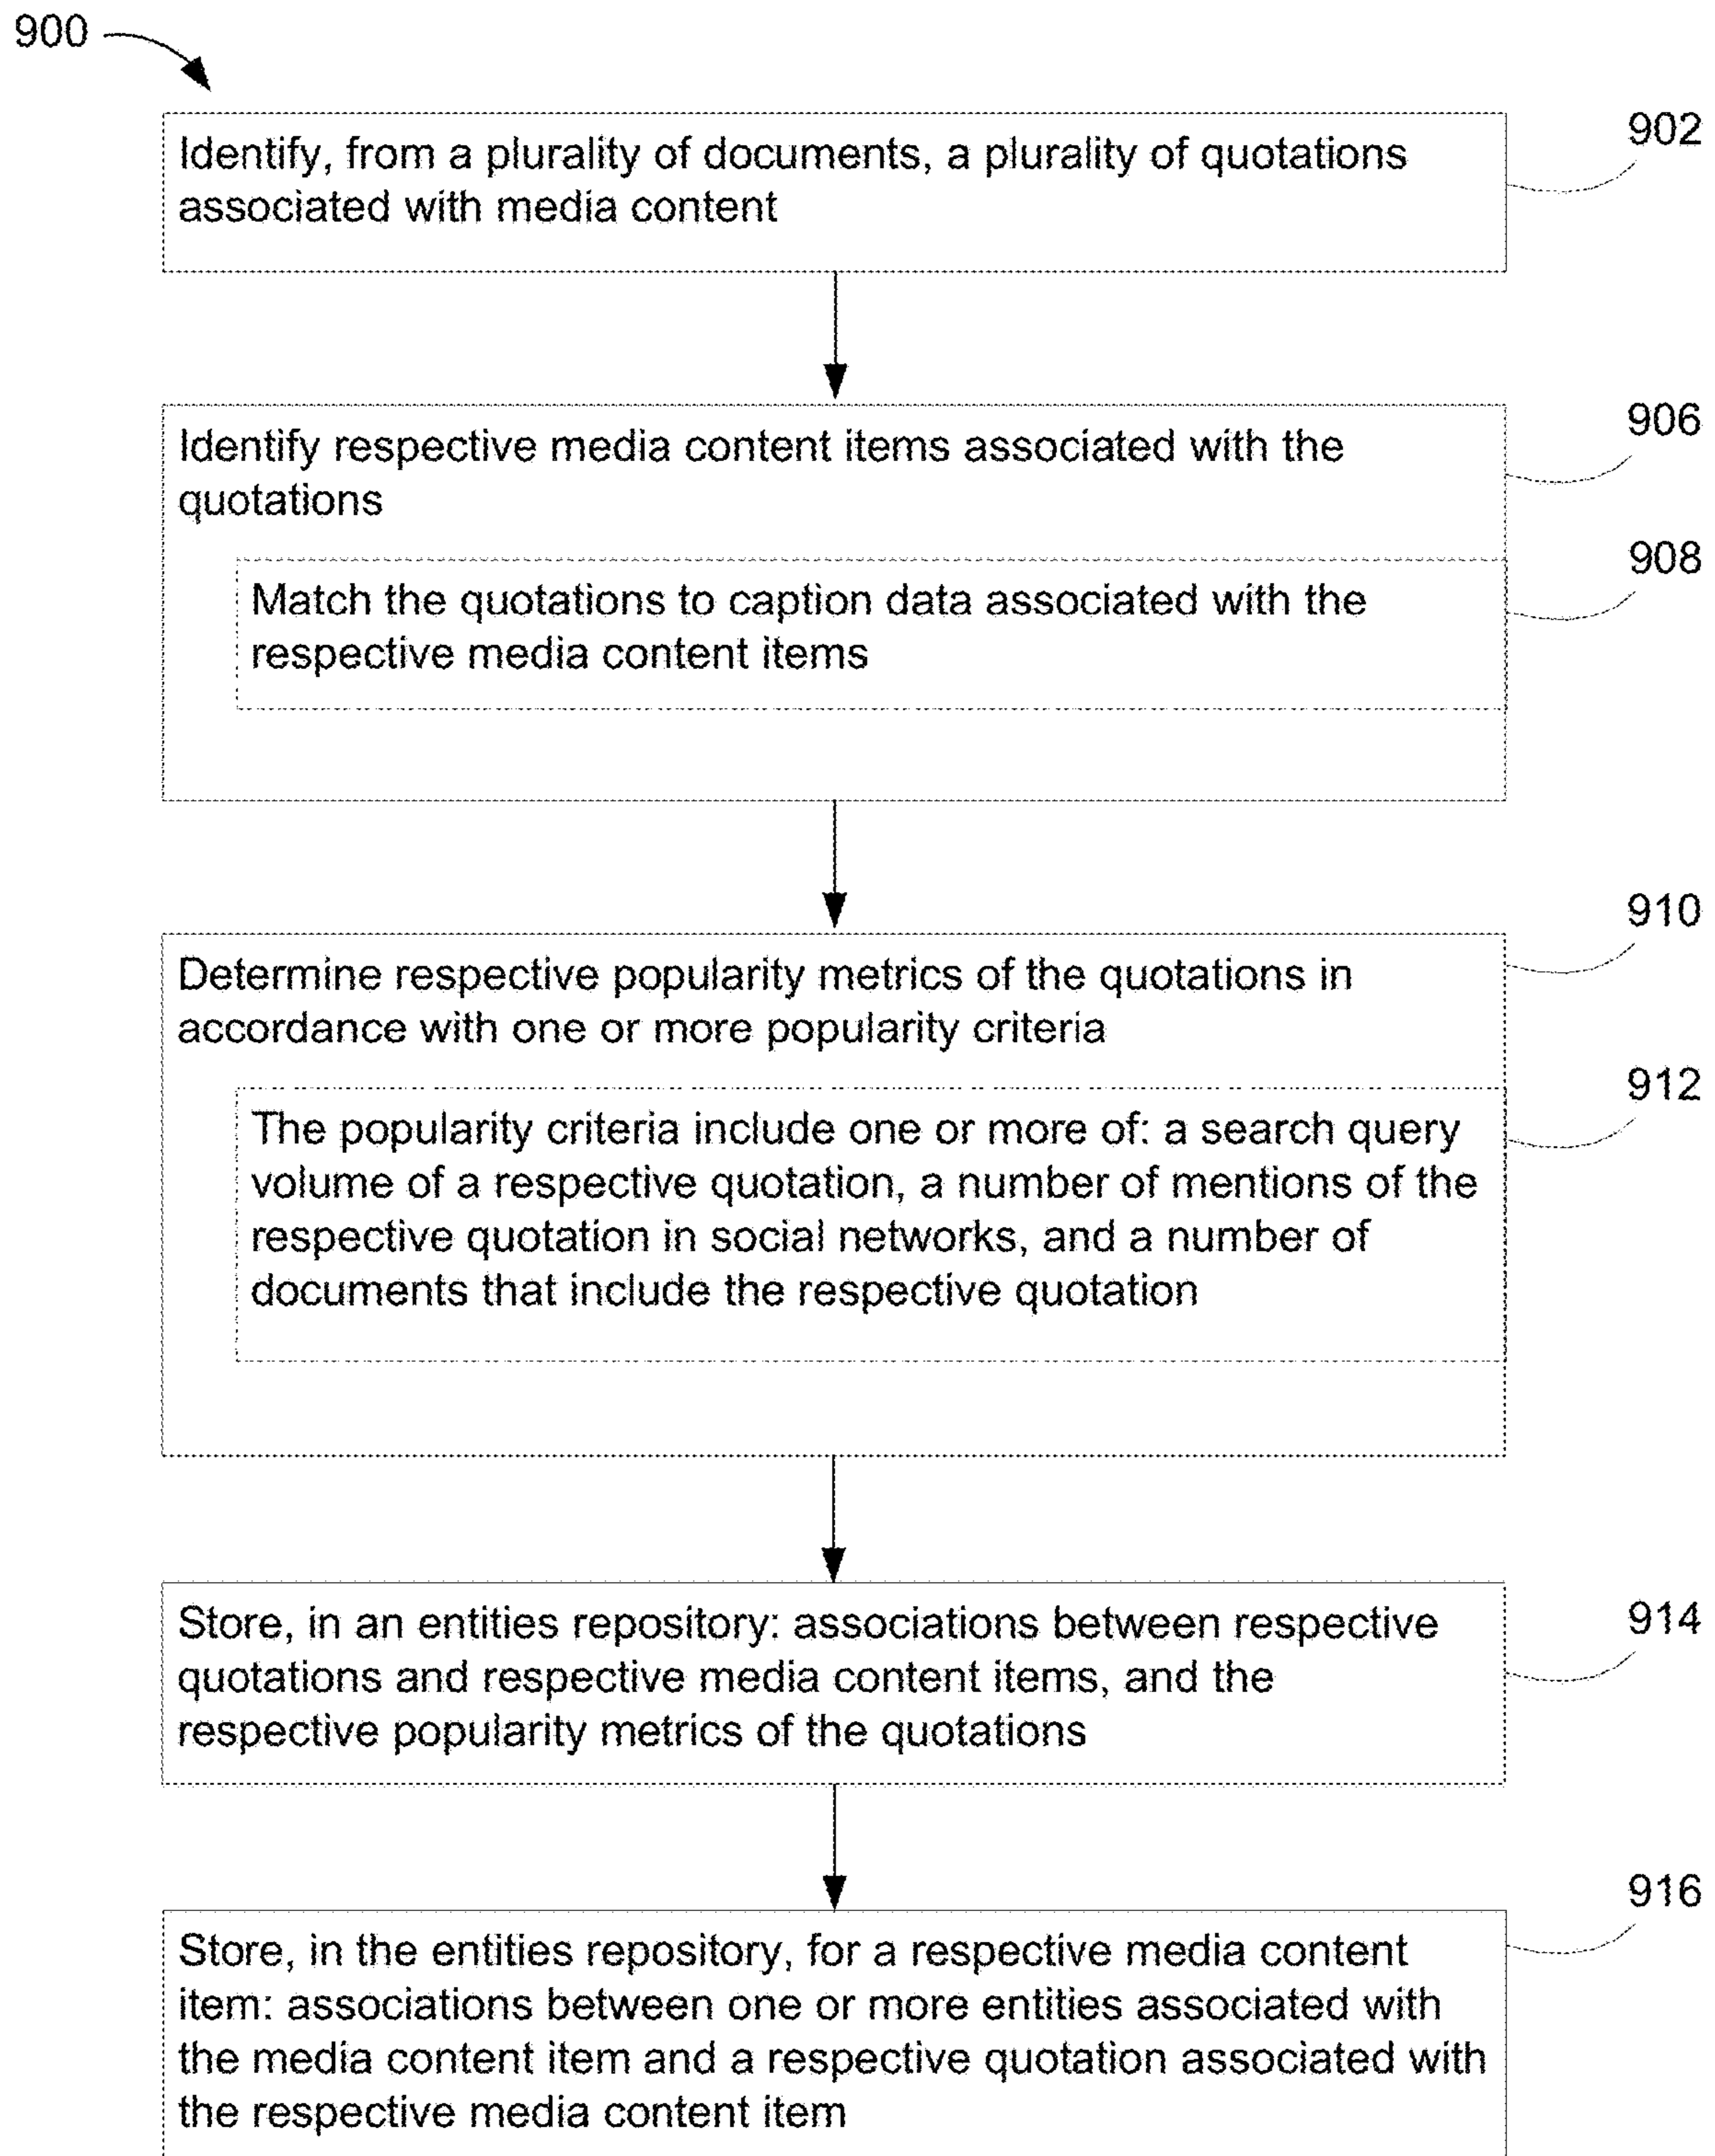 900
902
Identify, from a plurality of documents, a plurality of quotations
associated with media content
906
Identify respective media content items associated with the
quotations
908
Match the quotations to caption data associated with the
respective media content items
910
Determine respective popularity metrics of the quotations in
accordance with one or more popularity criteria
912
The popularity criteria include one or more of: a search query
volume of a respective quotation, a number of mentions of the
respective quotation in social networks, and a number of
documents that include the respective quotation
914
Store, in an entities repository: associations between respective
quotations and respective media content items, and the
respective popularity metrics of the quotations
916
Store, in the entities repository, for a respective media content
item: associations between one or more entities associated with
the media content item and a respective quotation associated with
the respective media content item